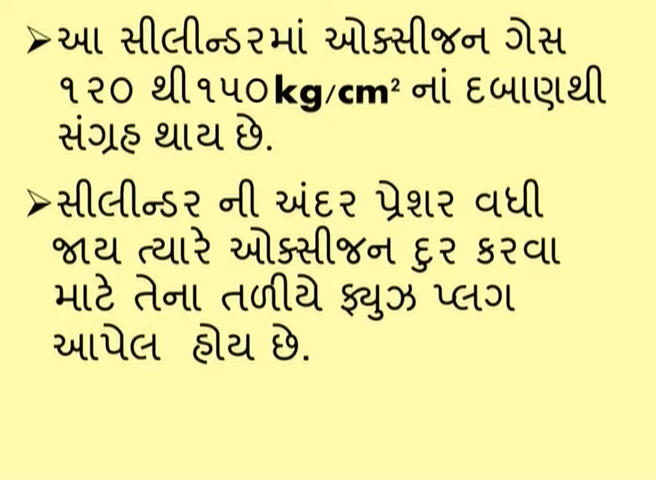 ➢આ સીલીન્ડરમાં ઓક્સીજન ગેસ
૧૨૦ થી૧૫૦kg/cm² નાં દબાણથી
સંગ્રહ થાય છે.
➢સીલીન્ડર ની અંદર પ્રેશર વધી
જાય ત્યારે ઓક્સીજન દુર કરવા
માટે તેના તળીયે ફ્યુઝ પ્લગ
આપેલ હોય છે.